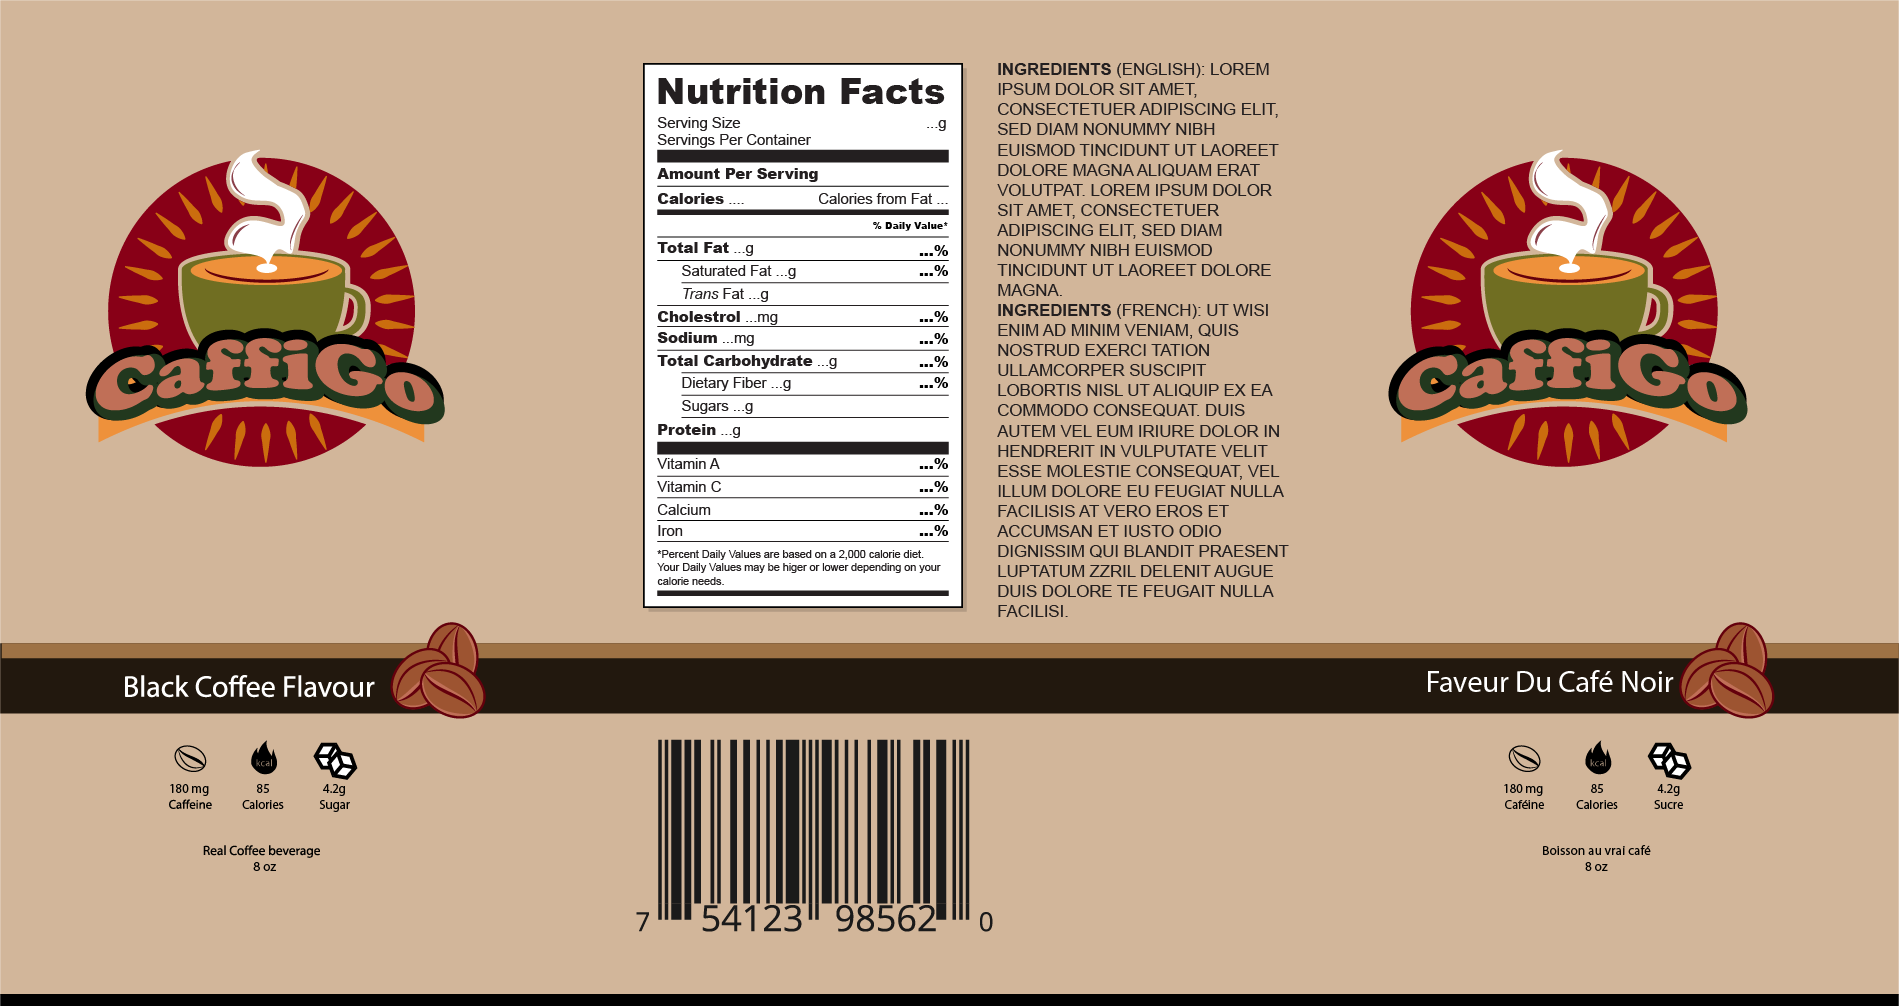 CaffiGo
Black Coffee Flavour
kcal
180 mg
Caffeine
85
Calories
4.2g
Sugar
Real Coffee beverage
8 oz
Nutrition Facts
Serving Size ...g
Servings Per Container
Amount Per Serving
Calories .... Calories from Fat ...
% Daily Value*
Total Fat ...g ...%
Saturated Fat ...g ...%
Trans Fat ...g
Cholestrol ...mg ...%
Sodium ...mg ...%
Total Carbohydrate ...g ...%
Dietary Fiber ...g ...%
Sugars ...g
Protein ...g
Vitamin A ...%
Vitamin C ...%
Calcium ...%
Iron ...%
*Percent Daily Values are based on a 2,000 calorie diet.
Your Daily Values may be higer or lower depending on your
calorie needs.
7 54123 98562 0
INGREDIENTS (ENGLISH): LOREM
IPSUM DOLOR SIT AMET,
CONSECTETUER ADIPISCING ELIT,
SED DIAM NONUMMY NIBH
EUISMOD TINCIDUNT UT LAOREET
DOLORE MAGNA ALIQUAM ERAT
VOLUTPAT. LOREM IPSUM DOLOR
SIT AMET, CONSECTETUER
ADIPISCING ELIT, SED DIAM
NONUMMY NIBH EUISMOD
TINCIDUNT UT LAOREET DOLORE
MAGNA.
INGREDIENTS (FRENCH): UT WISI
ENIM AD MINIM VENIAM, QUIS
NOSTRUD EXERCI TATION
ULLAMCORPER SUSCIPIT
LOBORTIS NISL UT ALIQUIP EX EA
COMMODO CONSEQUAT. DUIS
AUTEM VEL EUM IRIURE DOLOR IN
HENDRERIT IN VULPUTATE VELIT
ESSE MOLESTIE CONSEQUAT, VEL
ILLUM DOLORE EU FEUGIAT NULLA
FACILISIS AT VERO EROS ET
ACCUMSAN ET IUSTO ODIO
DIGNISSIM QUI BLANDIT PRAESENT
LUPTATUM ZZRIL DELENIT AUGUE
DUIS DOLORE TE FEUGAIT NULLA
FACILISI.
CaffiGo
Faveur Du Café Noir
kcal
180 mg
Caféine
85
Calories
4.2g
Sucre
Boisson au vrai café
8 oz